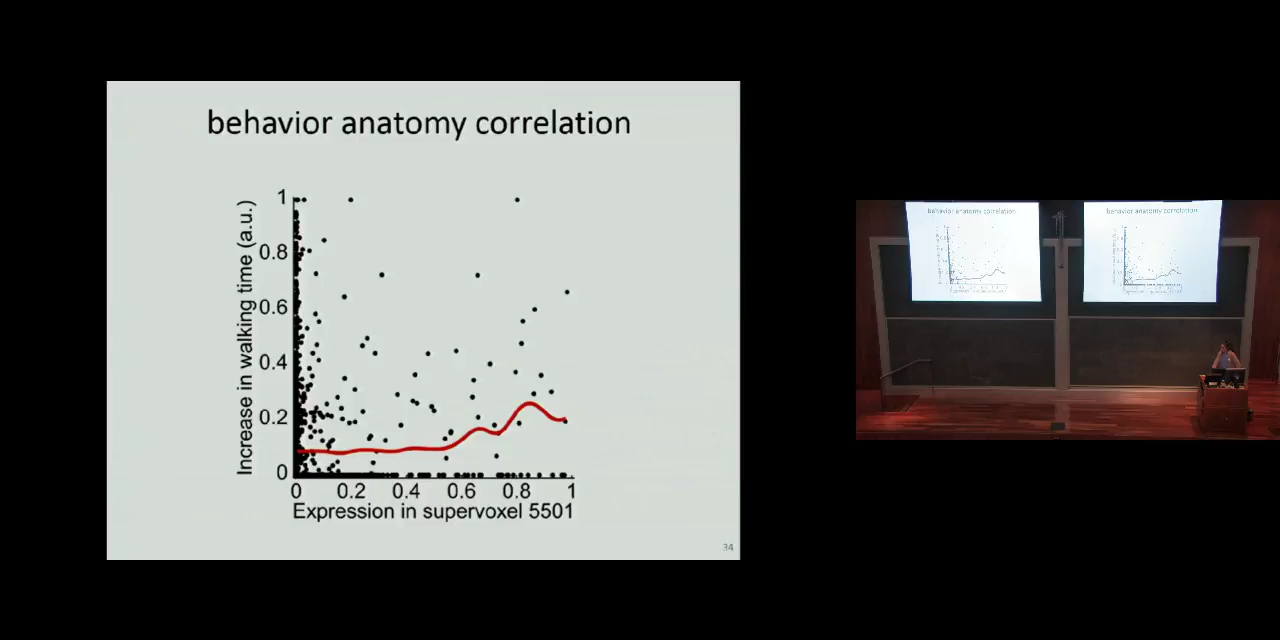 behavior anatomy correlation
Increase in walking time (a.u.)
1
0.8
0.6
0.4
0.2
0
0 0.2 0.4 0.6 0.8 1
Expression in supervoxel 5501
34
behavior anatomy correlation
behavior anatomy correlation